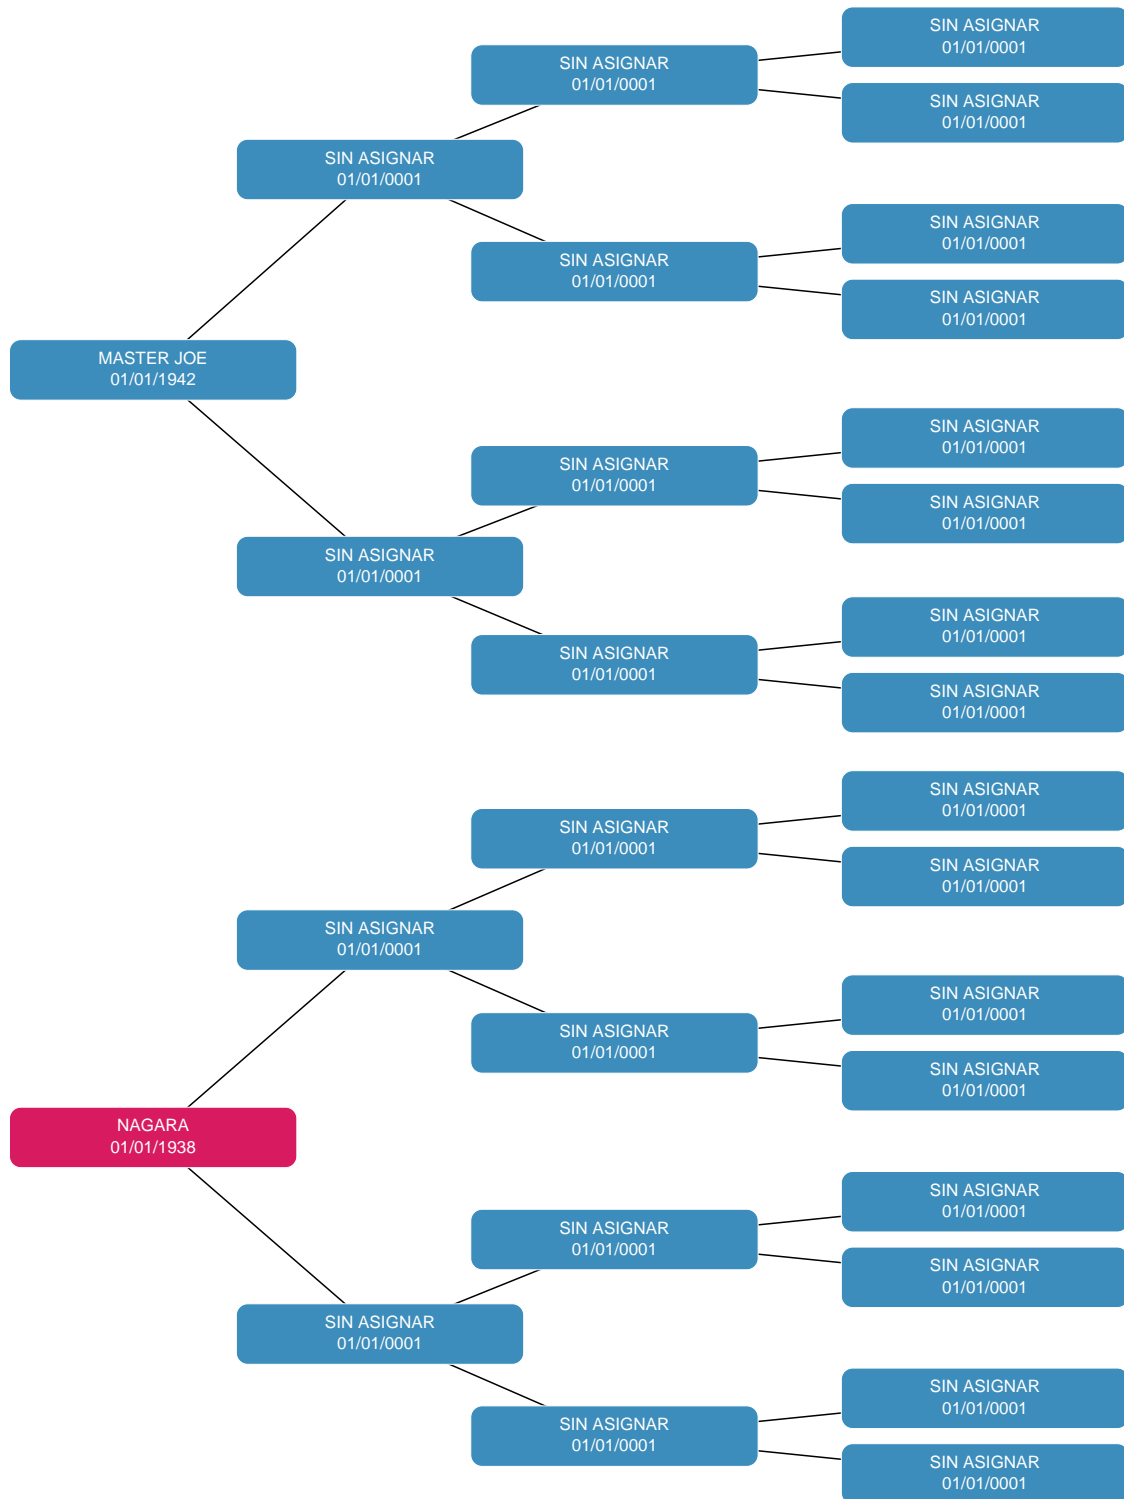 SIN ASIGNAR
01/01/0001
SIN ASIGNAR
01/01/0001
SIN ASIGNAR
01/01/0001
SIN ASIGNAR
01/01/0001
SIN ASIGNAR
01/01/0001
SIN ASIGNAR
01/01/0001
SIN ASIGNAR
01/01/0001
MASTER JOE
01/01/1942
SIN ASIGNAR
01/01/0001
SIN ASIGNAR
01/01/0001
SIN ASIGNAR
01/01/0001
SIN ASIGNAR
01/01/0001
SIN ASIGNAR
01/01/0001
SIN ASIGNAR
01/01/0001
SIN ASIGNAR
01/01/0001
SIN ASIGNAR
01/01/0001
SIN ASIGNAR
01/01/0001
SIN ASIGNAR
01/01/0001
SIN ASIGNAR
01/01/0001
SIN ASIGNAR
01/01/0001
SIN ASIGNAR
01/01/0001
SIN ASIGNAR
01/01/0001
NAGARA
01/01/1938
SIN ASIGNAR
01/01/0001
SIN ASIGNAR
01/01/0001
SIN ASIGNAR
01/01/0001
SIN ASIGNAR
01/01/0001
SIN ASIGNAR
01/01/0001
SIN ASIGNAR
01/01/0001
SIN ASIGNAR
01/01/0001